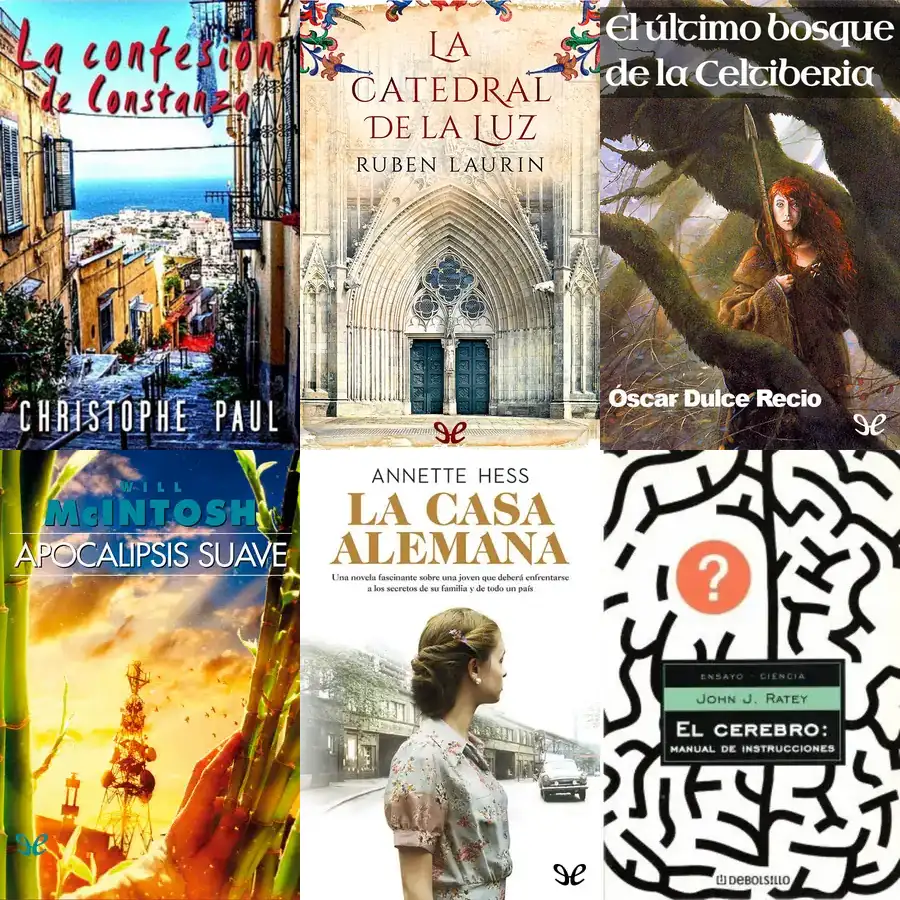 La confesión
de Constanza
CHRISTOPHE PAUL
LA
CATEDRAL
DE LA LUZ
RUBEN LAURIN
El último bosque
de la Celtiberia
Óscar Dulce Recio
WILL
McINTOSH
APOCALIPSIS SUAVE
ANNETTE HESS
LA CASA
ALEMANA
Una novela fascinante sobre una joven que deberá enfrentarse
a los secretos de su familia y de todo un país
?
ENSAYO - CIENCIA
JOHN J. RATEY
EL CEREBRO:
MANUAL DE INSTRUCCIONES
DEBOLS!LLO